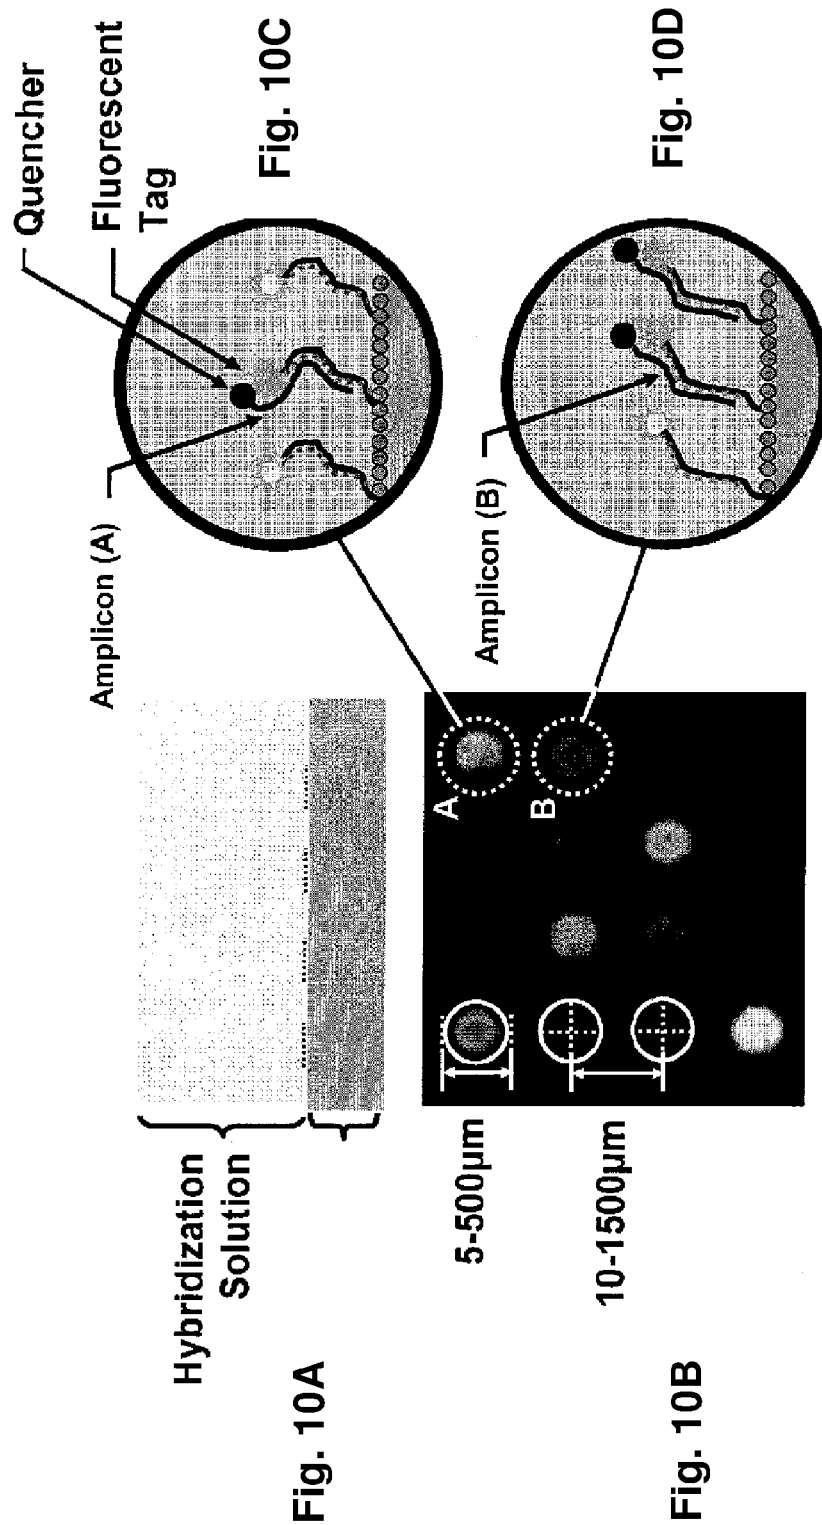 Fig. 10A
Hybridization
Solution
Fig. 10B
5-500µm
10-1500µm
A
B
Amplicon (A)
Quencher
Fluorescent
Tag
Fig. 10C
Amplicon (B)
Fig. 10D